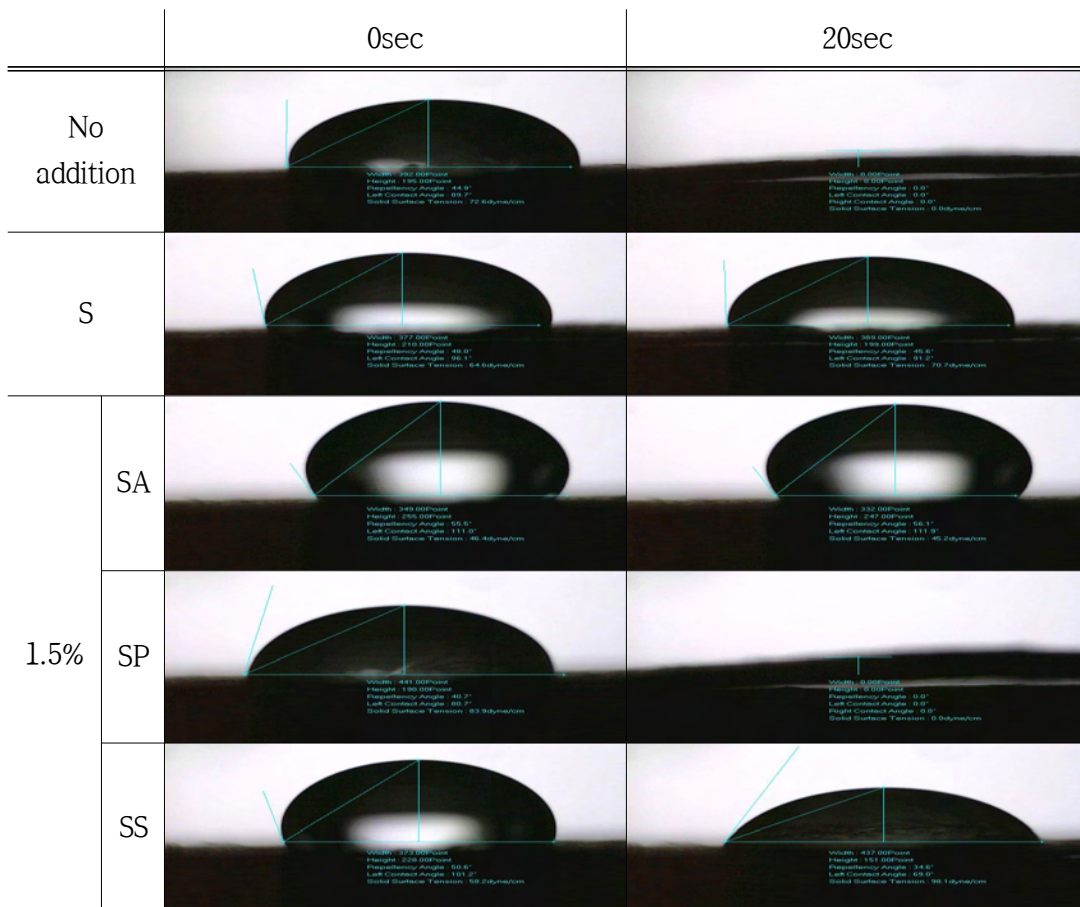 0sec
20sec
No
addition
Width : 392.00Point
Height : 195.00Point
Repellency Angle : 44.9°
Left Contact Angle : 89.7°
Solid Surface Tension : 72.6dyne/cm
Width : 0.00Point
Height : 0.00Point
Repellency Angle : 0.0°
Left Contact Angle : 0.0°
Right Contact Angle : 0.0°
Solid Surface Tension : 0.0dyne/cm
S
Width : 377.00Point
Height : 210.00Point
Repellency Angle : 48.0°
Left Contact Angle : 96.1°
Solid Surface Tension : 64.6dyne/cm
Width : 389.00Point
Height : 199.00Point
Repellency Angle : 45.6°
Left Contact Angle : 91.2°
Solid Surface Tension : 70.7dyne/cm
1.5%
SA
Width : 349.00Point
Height : 255.00Point
Repellency Angle : 55.5°
Left Contact Angle : 111.0°
Solid Surface Tension : 46.4dyne/cm
Width : 332.00Point
Height : 247.00Point
Repellency Angle : 56.1°
Left Contact Angle : 111.9°
Solid Surface Tension : 45.2dyne/cm
SP
Width : 441.00Point
Height : 190.00Point
Repellency Angle : 40.7°
Left Contact Angle : 80.7°
Solid Surface Tension : 83.9dyne/cm
Width : 0.00Point
Height : 0.00Point
Repellency Angle : 0.0°
Left Contact Angle : 0.0°
Right Contact Angle : 0.0°
Solid Surface Tension : 0.0dyne/cm
SS
Width : 373.00Point
Height : 228.00Point
Repellency Angle : 50.6°
Left Contact Angle : 101.2°
Solid Surface Tension : 58.2dyne/cm
Width : 437.00Point
Height : 151.00Point
Repellency Angle : 34.6°
Left Contact Angle : 69.0°
Solid Surface Tension : 98.1dyne/cm